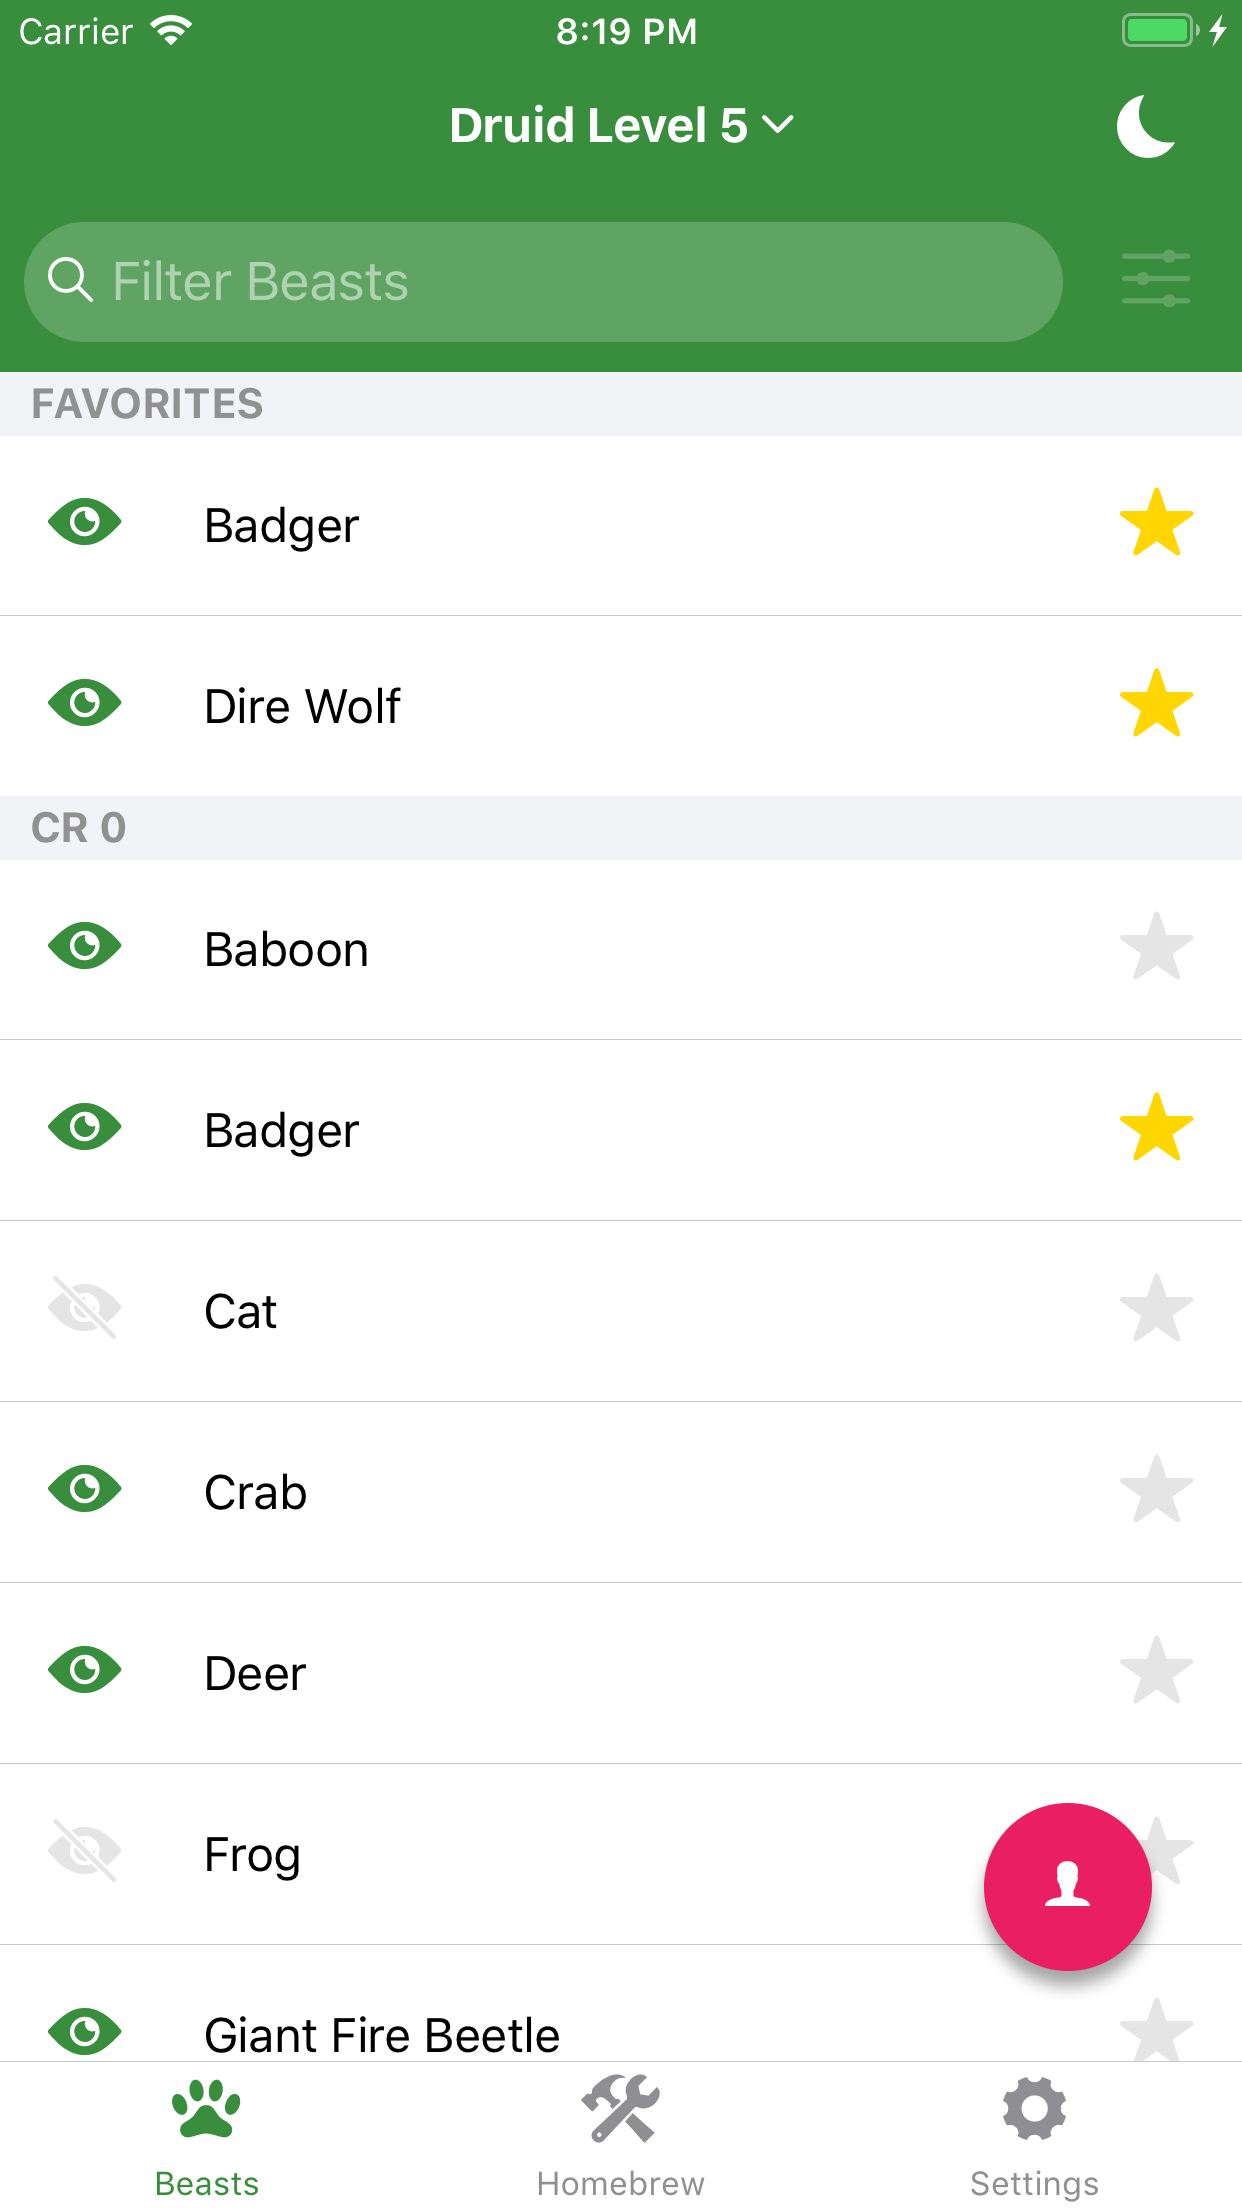 Carrier 8:19 PM
Druid Level 5
Filter Beasts
FAVORITES
Badger
Dire Wolf
CR 0
Baboon
Badger
Cat
Crab
Deer
Frog
Giant Fire Beetle
Beasts Homebrew Settings